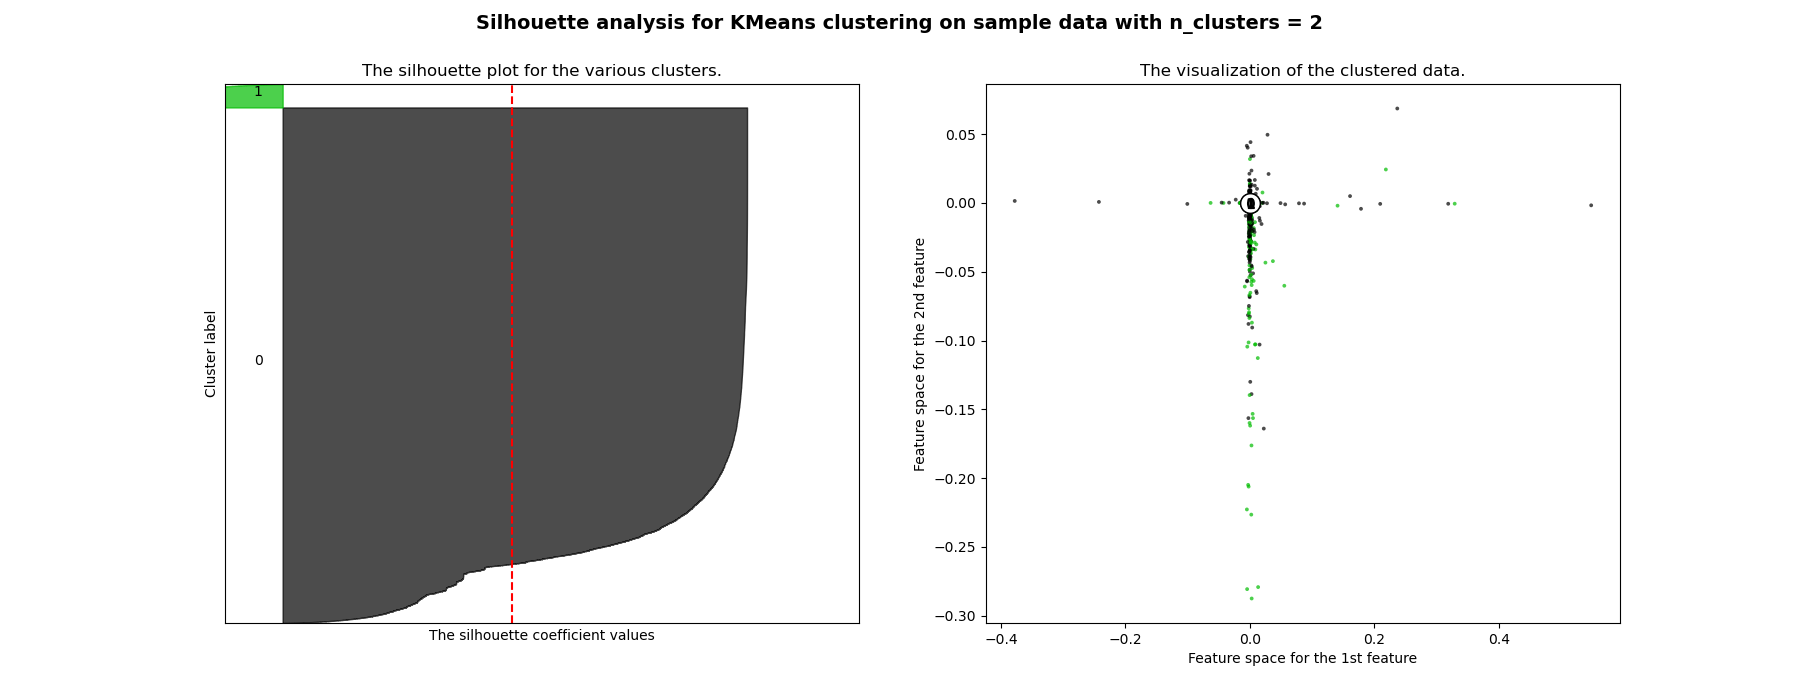 Silhouette analysis for KMeans clustering on sample data with n_clusters = 2
The silhouette plot for the various clusters.
1
0
Cluster label
The silhouette coefficient values
The visualization of the clustered data.
0.05
0.00
−0.05
−0.10
−0.15
−0.20
−0.25
−0.30
Feature space for the 2nd feature
−0.4
−0.2
0.0
0.2
0.4
Feature space for the 1st feature